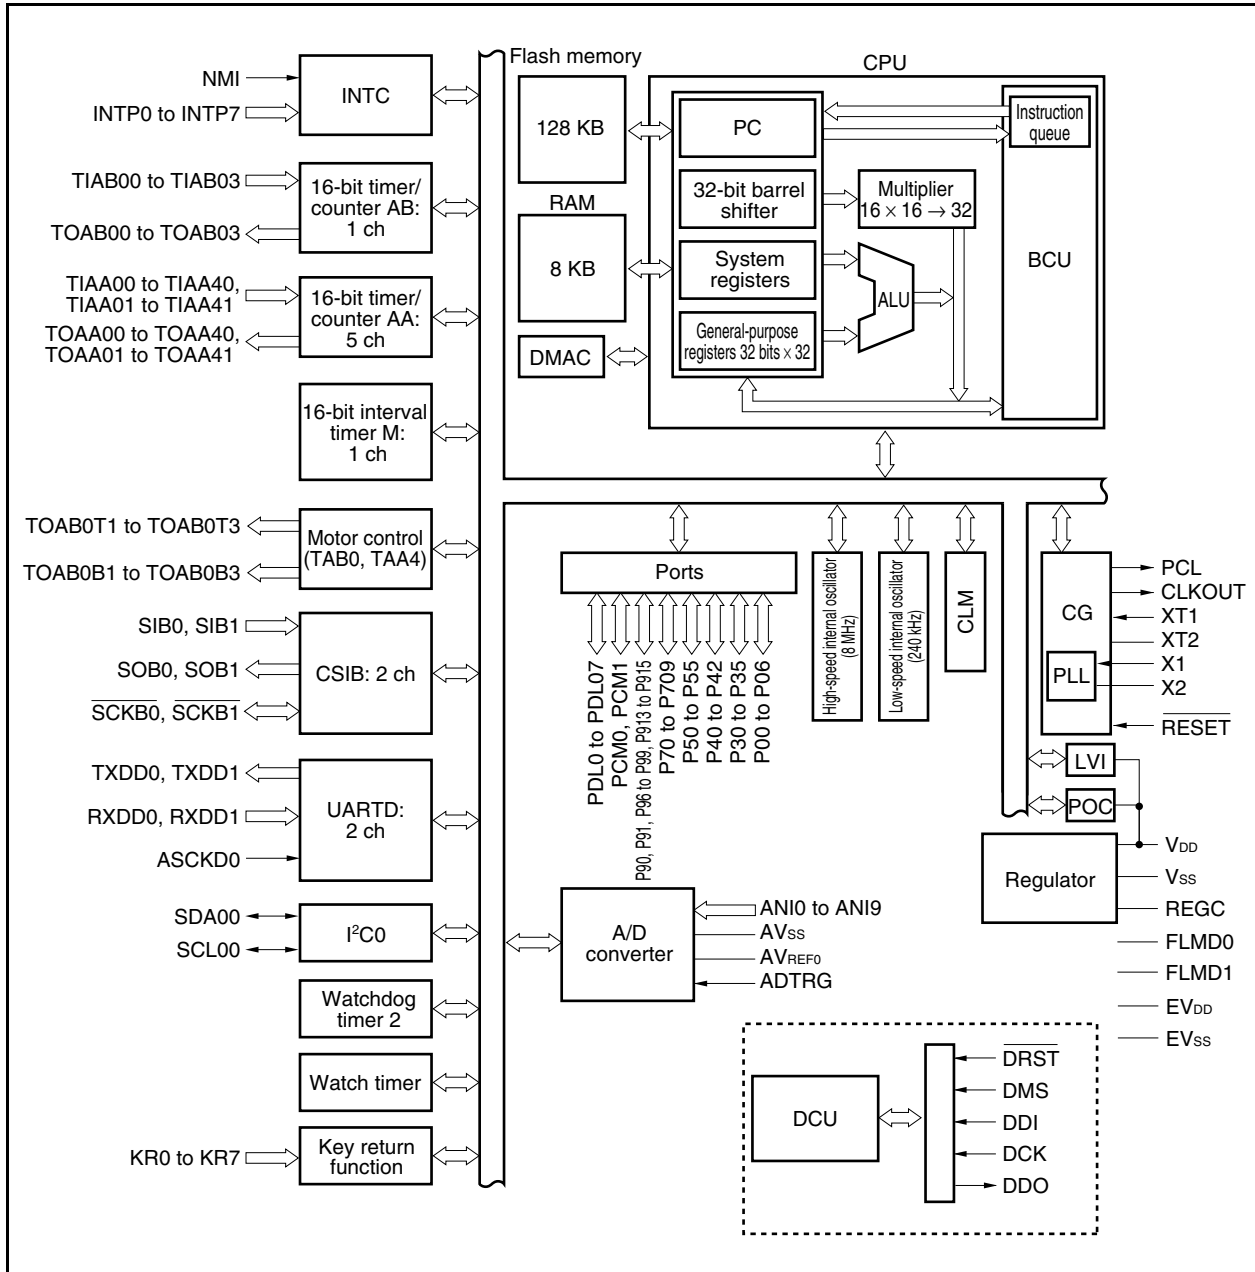 NMI
INTP0 to INTP7
INTC
TIAB00 to TIAB03
TOAB00 to TOAB03
16-bit timer/
counter AB:
1 ch
TIAA00 to TIAA40,
TIAA01 to TIAA41
TOAA00 to TOAA40,
TOAA01 to TOAA41
16-bit timer/
counter AA:
5 ch
16-bit interval
timer M:
1 ch
TOAB0T1 to TOAB0T3
TOAB0B1 to TOAB0B3
Motor control
(TAB0, TAA4)
SIB0, SIB1
SOB0, SOB1
SCKB0, SCKB1
CSIB: 2 ch
TXDD0, TXDD1
RXDD0, RXDD1
ASCKD0
UARTD:
2 ch
SDA00
SCL00
I²C0
Watchdog
timer 2
Watch timer
KR0 to KR7
Key return
function
Flash memory
128 KB
RAM
8 KB
DMAC
CPU
PC
32-bit barrel
shifter
System
registers
General-purpose
registers 32 bits × 32
Multiplier
16 × 16 → 32
ALU
Instruction
queue
BCU
Ports
PDL0 to PDL07
PCM0, PCM1
P90, P91, P96 to P99, P913 to P915
P70 to P709
P50 to P55
P40 to P42
P30 to P35
P00 to P06
High-speed internal oscillator
(8 MHz)
Low-speed internal oscillator
(240 kHz)
CLM
CG
PLL
PCL
CLKOUT
XT1
XT2
X1
X2
RESET
LVI
POC
Regulator
VDD
VSS
REGC
FLMD0
FLMD1
EVDD
EVSS
A/D
converter
ANI0 to ANI9
AVSS
AVREF0
ADTRG
DCU
DRST
DMS
DDI
DCK
DDO